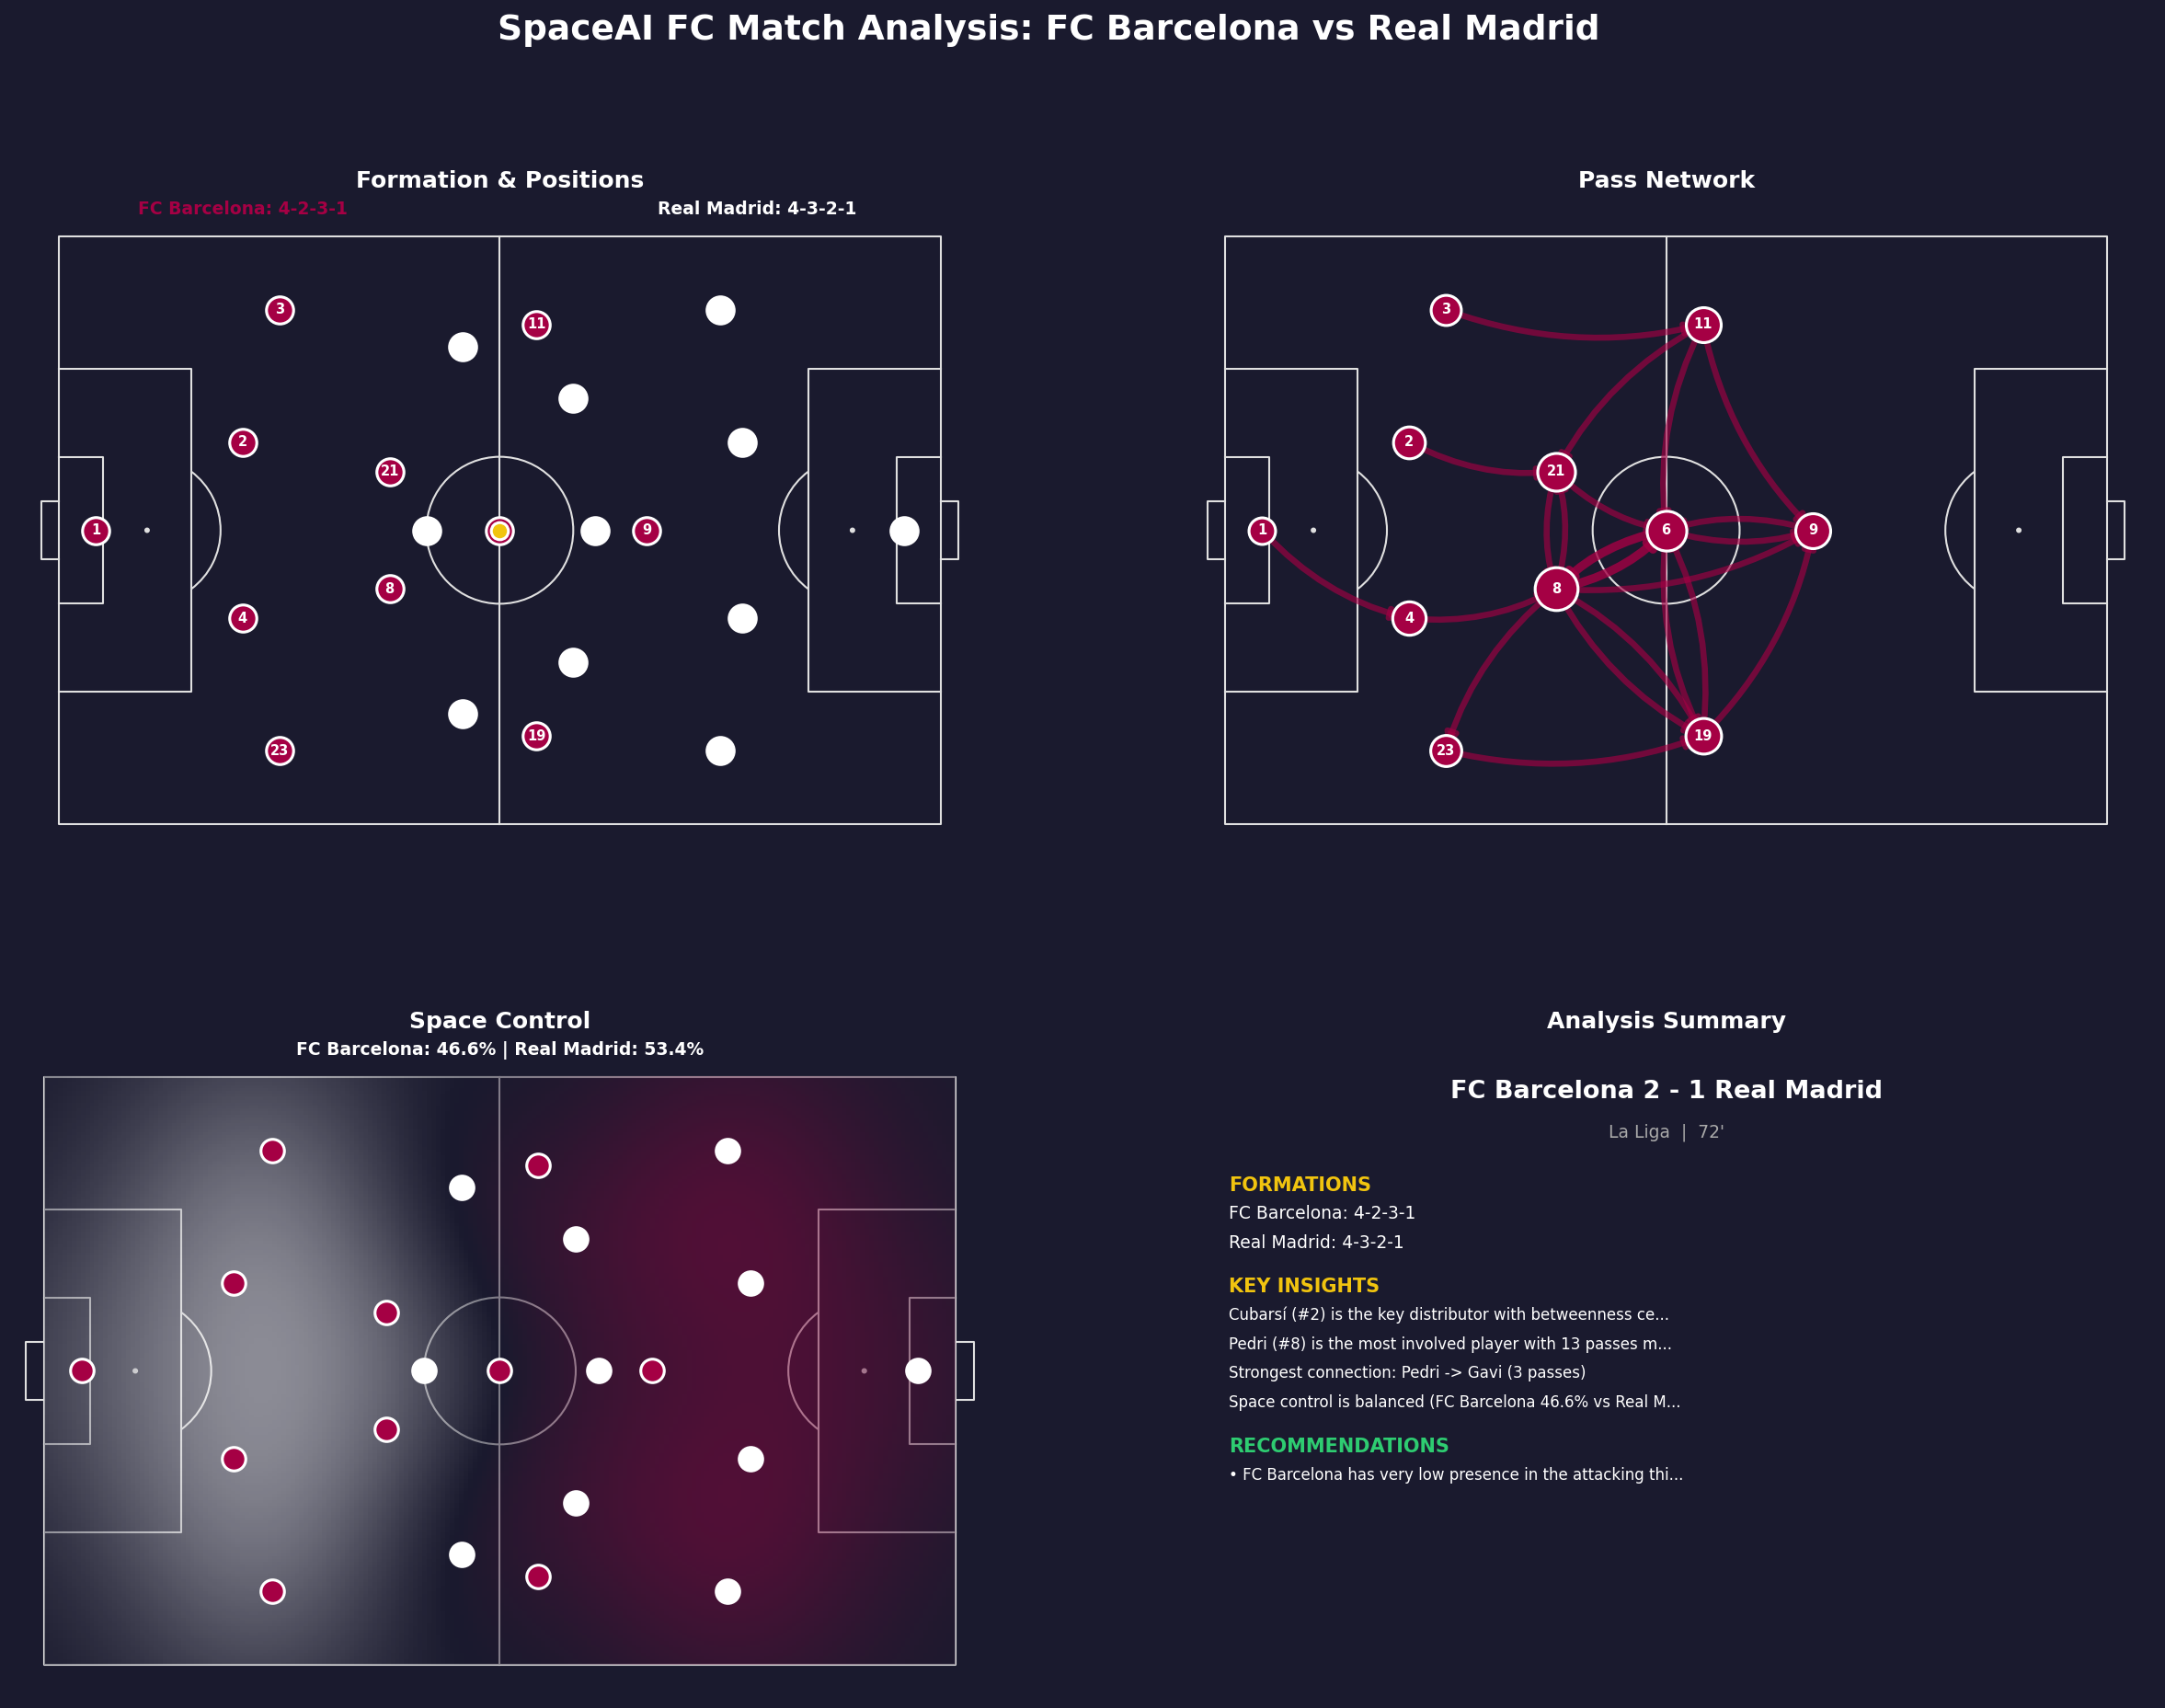 SpaceAI FC Match Analysis: FC Barcelona vs Real Madrid
Formation & Positions
FC Barcelona: 4-2-3-1
Real Madrid: 4-3-2-1
3
11
2
21
1
9
8
4
19
23
Pass Network
3
11
2
21
1
6
9
8
4
19
23
Space Control
FC Barcelona: 46.6% | Real Madrid: 53.4%
Analysis Summary
FC Barcelona 2 - 1 Real Madrid
La Liga | 72'
FORMATIONS
FC Barcelona: 4-2-3-1
Real Madrid: 4-3-2-1
KEY INSIGHTS
Cubarsí (#2) is the key distributor with betweenness ce...
Pedri (#8) is the most involved player with 13 passes m...
Strongest connection: Pedri -> Gavi (3 passes)
Space control is balanced (FC Barcelona 46.6% vs Real M...
RECOMMENDATIONS
• FC Barcelona has very low presence in the attacking thi...